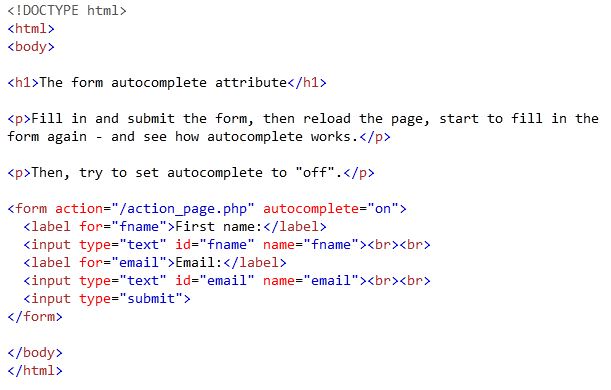 <!DOCTYPE html>
<html>
<body>

<h1>The form autocomplete attribute</h1>

<p>Fill in and submit the form, then reload the page, start to fill in the
form again - and see how autocomplete works.</p>

<p>Then, try to set autocomplete to "off".</p>

<form action="/action_page.php" autocomplete="on">
  <label for="fname">First name:</label>
  <input type="text" id="fname" name="fname"><br><br>
  <label for="email">Email:</label>
  <input type="text" id="email" name="email"><br><br>
  <input type="submit">
</form>

</body>
</html>